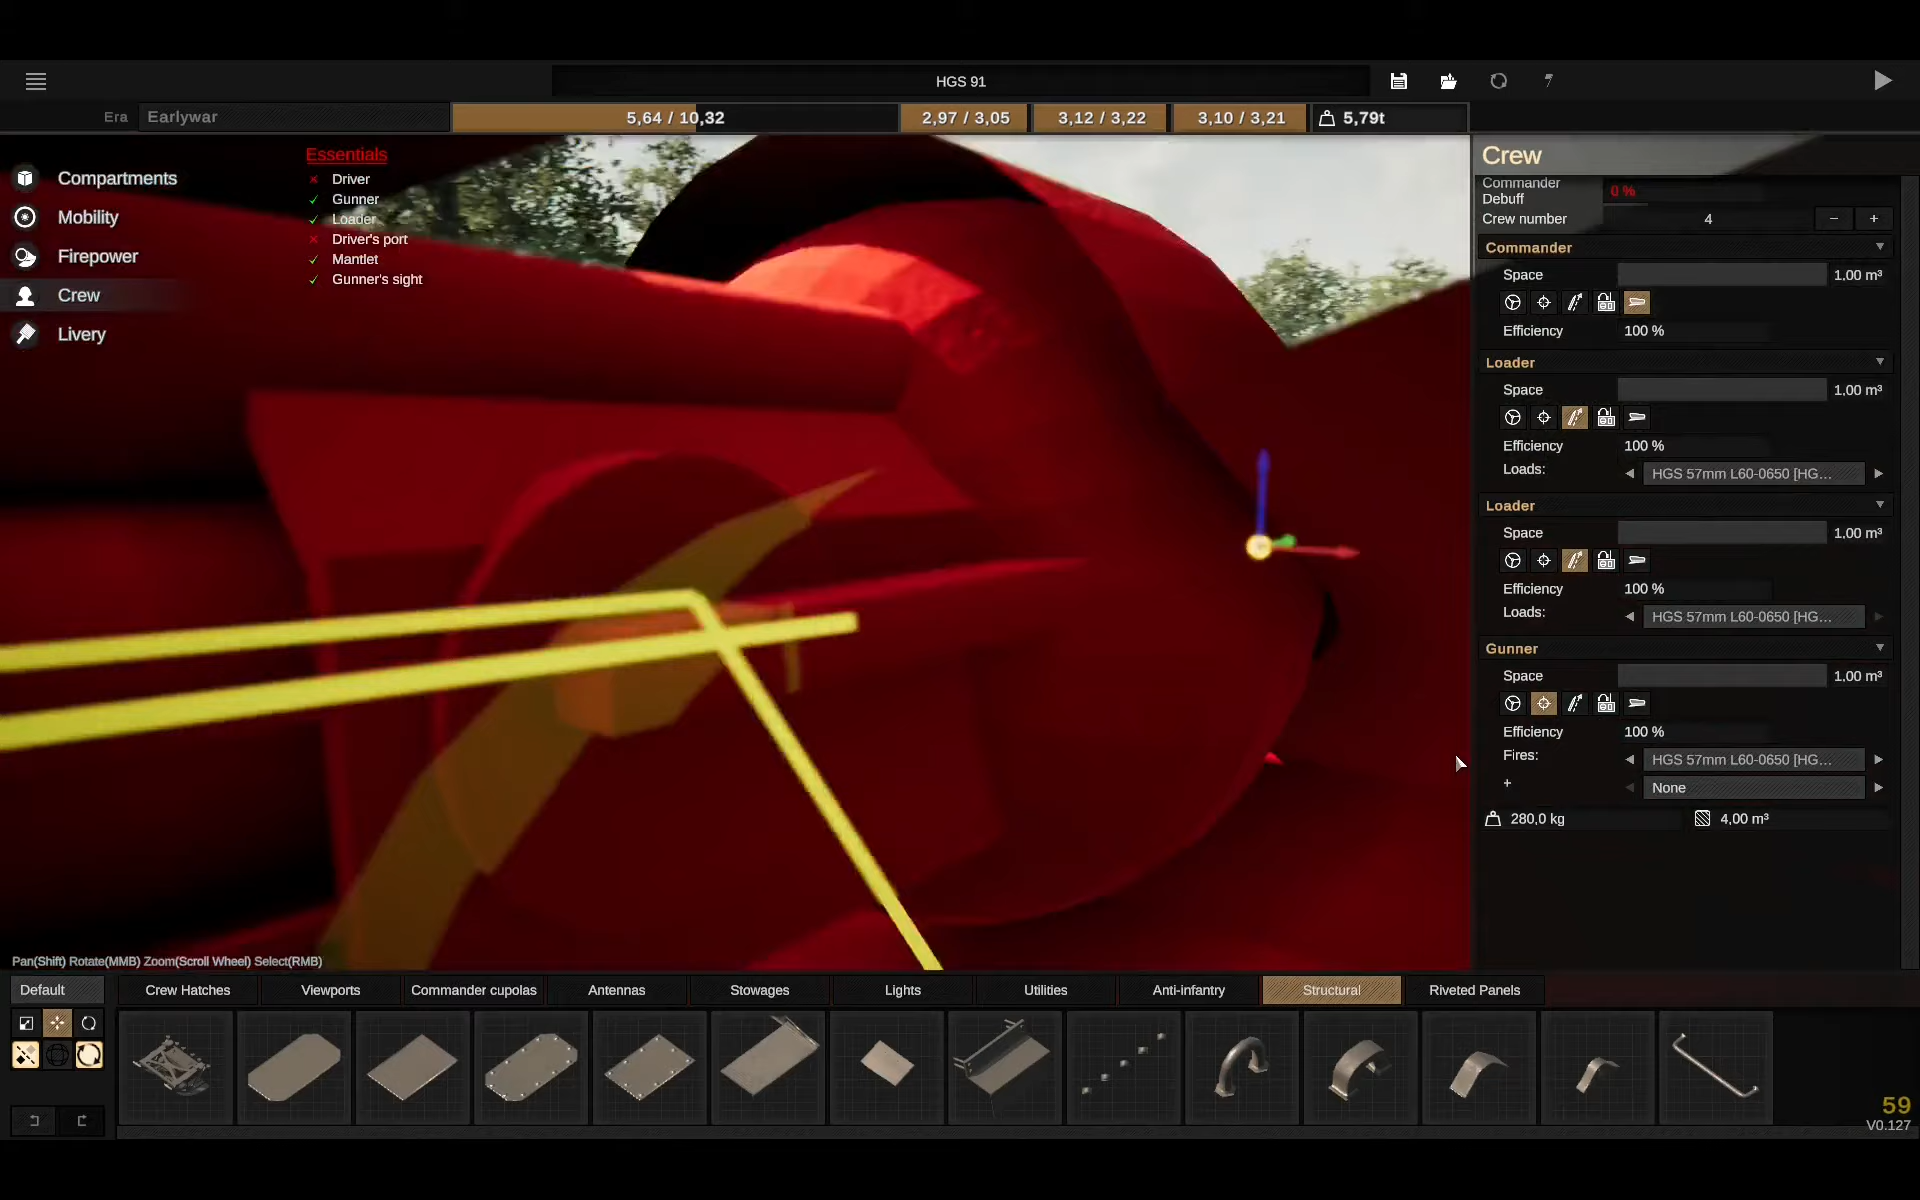 HGS 91
Era Earlywar 5,64 / 10,32 2,97 / 3,05 3,12 / 3,22 3,10 / 3,21 5,79t
Compartments
Mobility
Firepower
Crew
Livery
Essentials
Driver
Gunner
Loader
Driver's port
Mantlet
Gunner's sight
Crew
Commander
Debuff
0 %
Crew number 4 − +
Commander
Space 1,00 m³
Efficiency 100 %
Loader
Space 1,00 m³
Efficiency 100 %
Loads: HGS 57mm L60-0650 [HG...
Loader
Space 1,00 m³
Efficiency 100 %
Loads: HGS 57mm L60-0650 [HG...
Gunner
Space 1,00 m³
Efficiency 100 %
Fires: HGS 57mm L60-0650 [HG...
+ None
280,0 kg 4,00 m³
Pan(Shift) Rotate(MMB) Zoom(Scroll Wheel) Select(RMB)
Default Crew Hatches Viewports Commander cupolas Antennas Stowages Lights Utilities Anti-infantry Structural Riveted Panels
59
V0.127